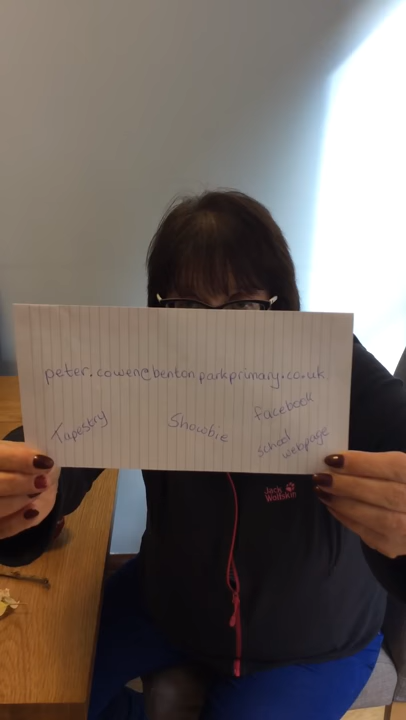 peter.cowen@bentonparkprimary.co.uk
Tapestry
Showbie
facebook
school
webpage
Jack
Wolfskin